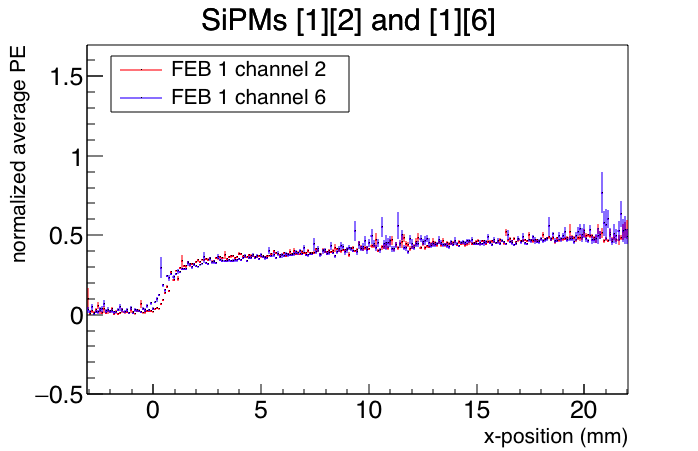 SiPMs [1][2] and [1][6]
normalized average PE
FEB 1 channel 2
FEB 1 channel 6
1.5
1
0.5
0
−0.5
0 5 10 15 20
x-position (mm)